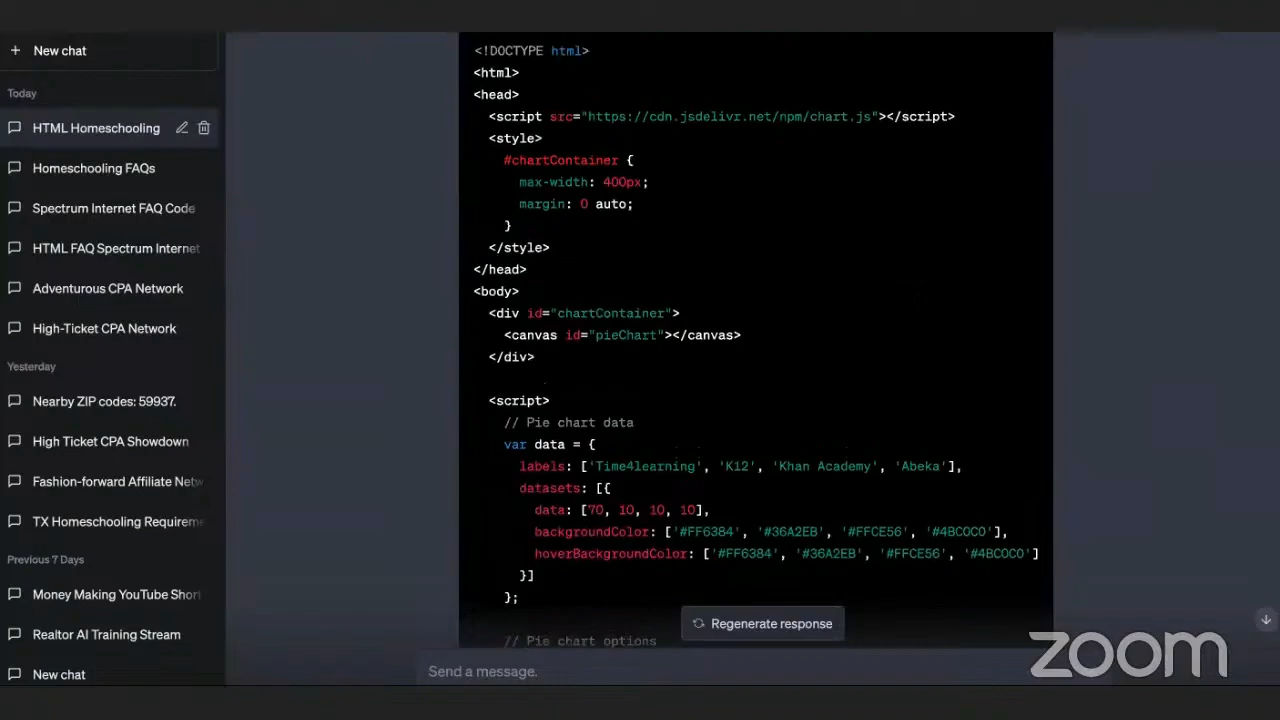 + New chat
Today
HTML Homeschooling
Homeschooling FAQs
Spectrum Internet FAQ Code
HTML FAQ Spectrum Internet
Adventurous CPA Network
High-Ticket CPA Network
Yesterday
Nearby ZIP codes: 59937.
High Ticket CPA Showdown
Fashion-forward Affiliate Netw
TX Homeschooling Requireme
Previous 7 Days
Money Making YouTube Shor
Realtor AI Training Stream
New chat
<!DOCTYPE html>
<html>
<head>
<script src="https://cdn.jsdelivr.net/npm/chart.js"></script>
<style>
#chartContainer {
max-width: 400px;
margin: 0 auto;
}
</style>
</head>
<body>
<div id="chartContainer">
<canvas id="pieChart"></canvas>
</div>
<script>
// Pie chart data
var data = {
labels: ['Time4learning', 'K12', 'Khan Academy', 'Abeka'],
datasets: [{
data: [70, 10, 10, 10],
backgroundColor: ['#FF6384', '#36A2EB', '#FFCE56', '#4BC0C0'],
hoverBackgroundColor: ['#FF6384', '#36A2EB', '#FFCE56', '#4BC0C0']
}]
};
// Pie chart options
Regenerate response
Send a message.
zoom